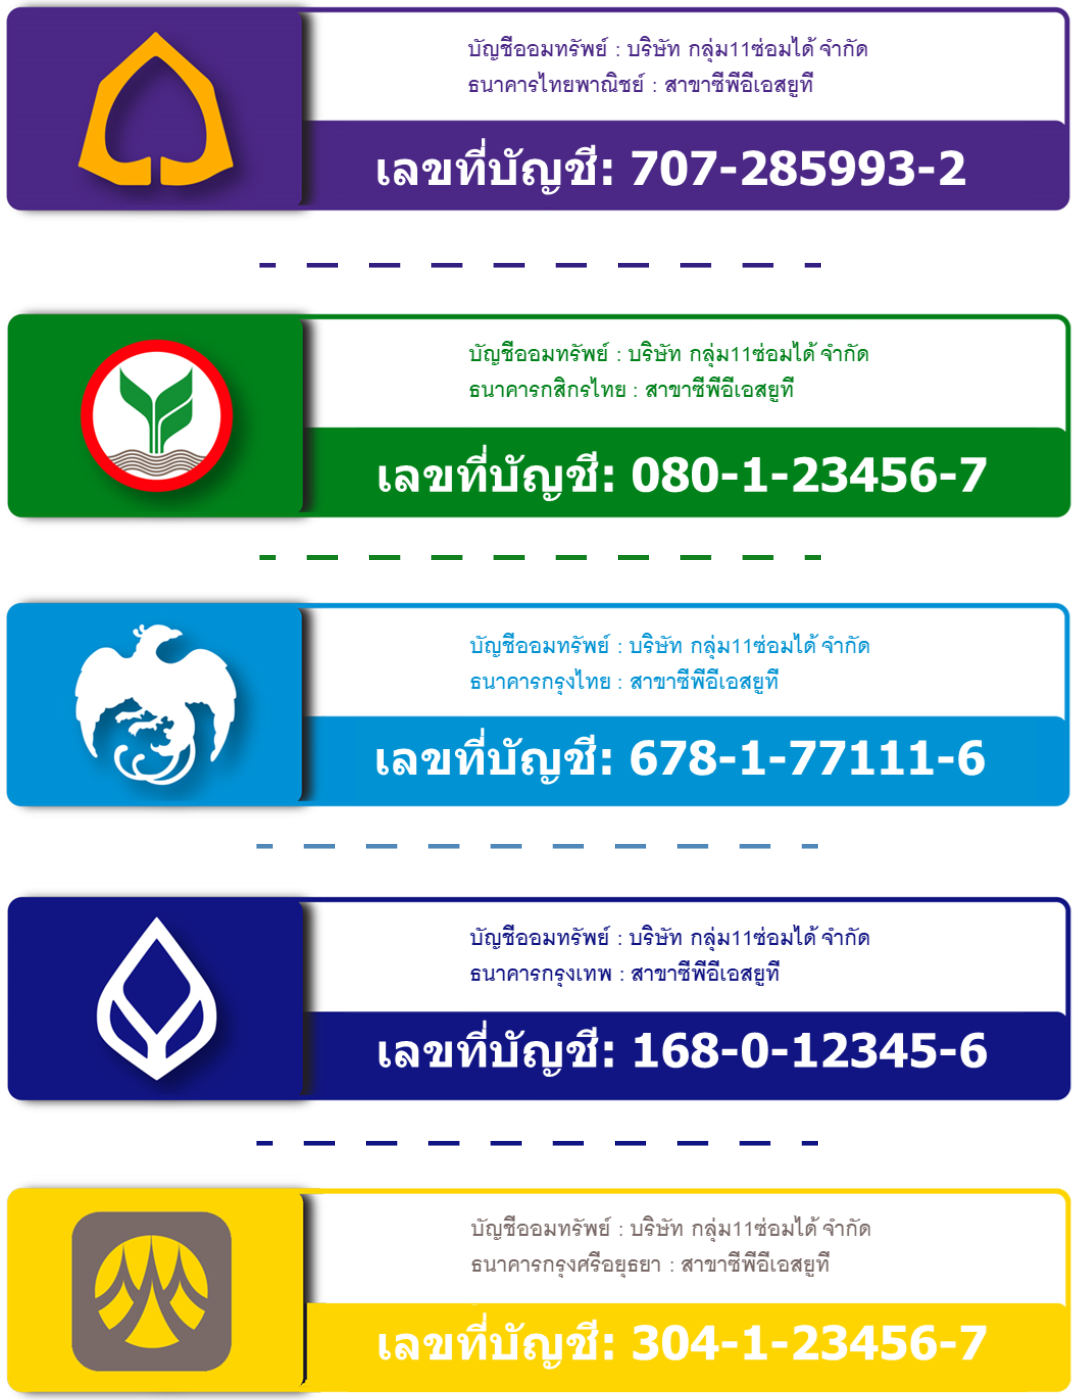 บัญชีออมทรัพย์ : บริษัท กลุ่ม11ซ่อมได้ จำกัด
ธนาคารไทยพาณิชย์ : สาขาซีพีอีเอสยูที
เลขที่บัญชี: 707-285993-2
บัญชีออมทรัพย์ : บริษัท กลุ่ม11ซ่อมได้ จำกัด
ธนาคารกสิกรไทย : สาขาซีพีอีเอสยูที
เลขที่บัญชี: 080-1-23456-7
บัญชีออมทรัพย์ : บริษัท กลุ่ม11ซ่อมได้ จำกัด
ธนาคารกรุงไทย : สาขาซีพีอีเอสยูที
เลขที่บัญชี: 678-1-77111-6
บัญชีออมทรัพย์ : บริษัท กลุ่ม11ซ่อมได้ จำกัด
ธนาคารกรุงเทพ : สาขาซีพีอีเอสยูที
เลขที่บัญชี: 168-0-12345-6
บัญชีออมทรัพย์ : บริษัท กลุ่ม11ซ่อมได้ จำกัด
ธนาคารกรุงศรีอยุธยา : สาขาซีพีอีเอสยูที
เลขที่บัญชี: 304-1-23456-7